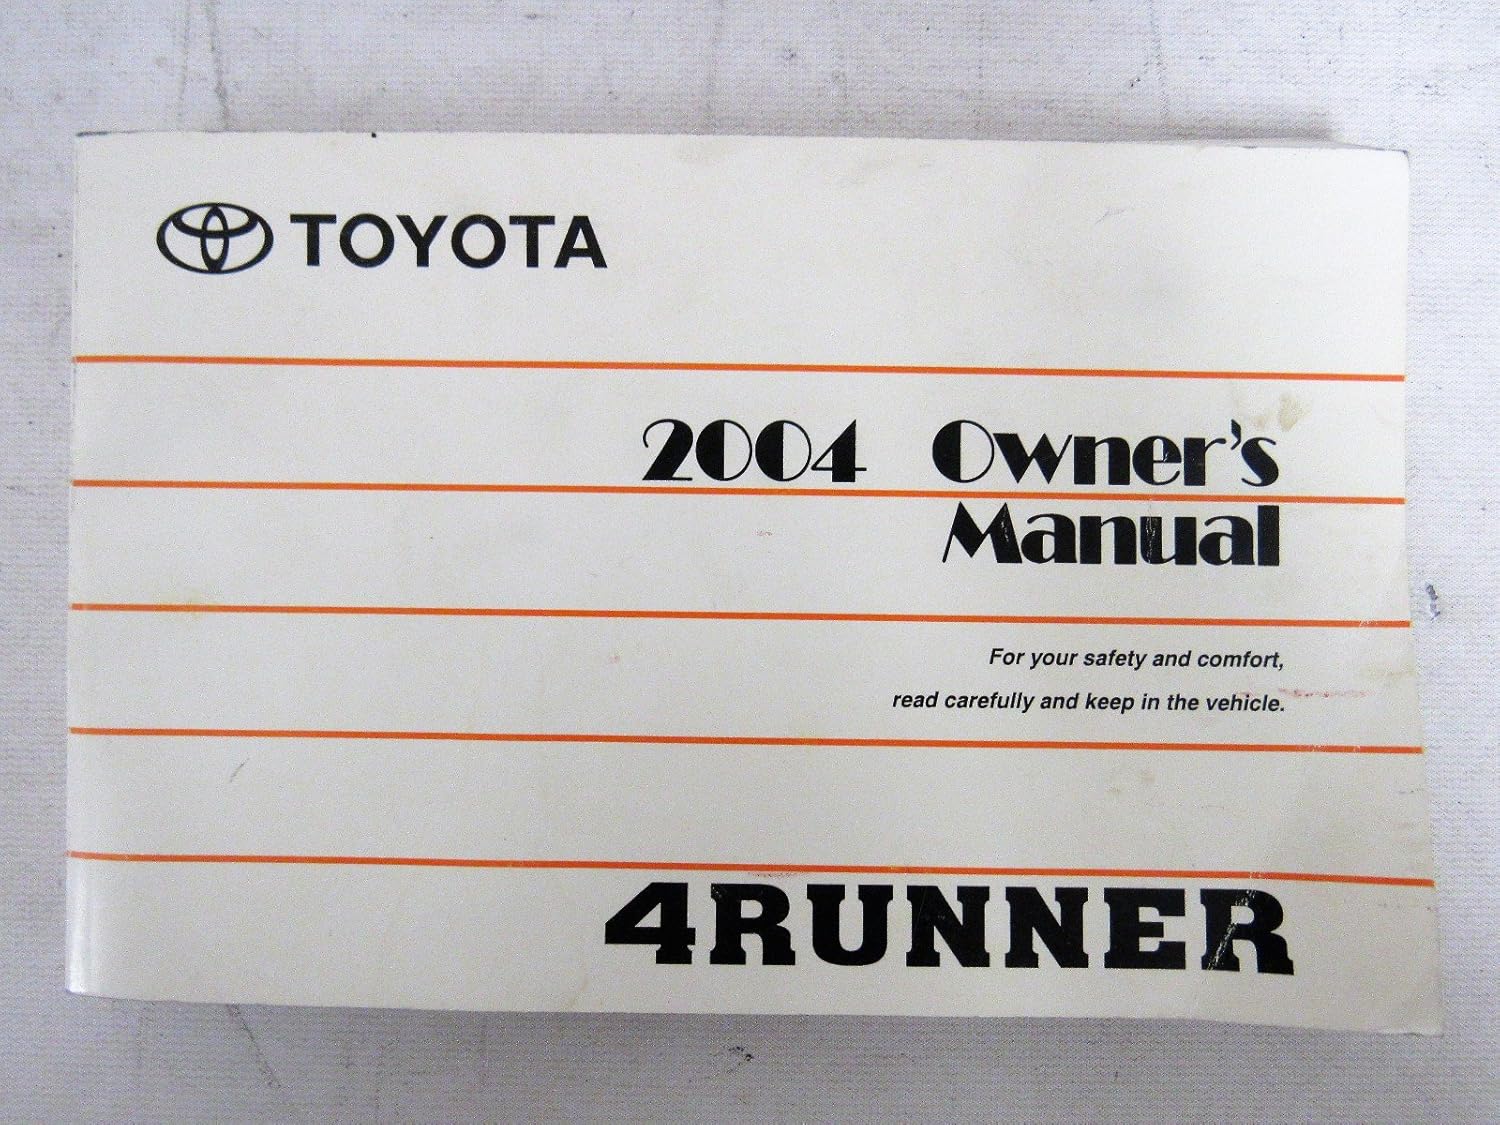 TOYOTA
2004 Owner's
Manual
For your safety and comfort,
read carefully and keep in the vehicle.
4RUNNER